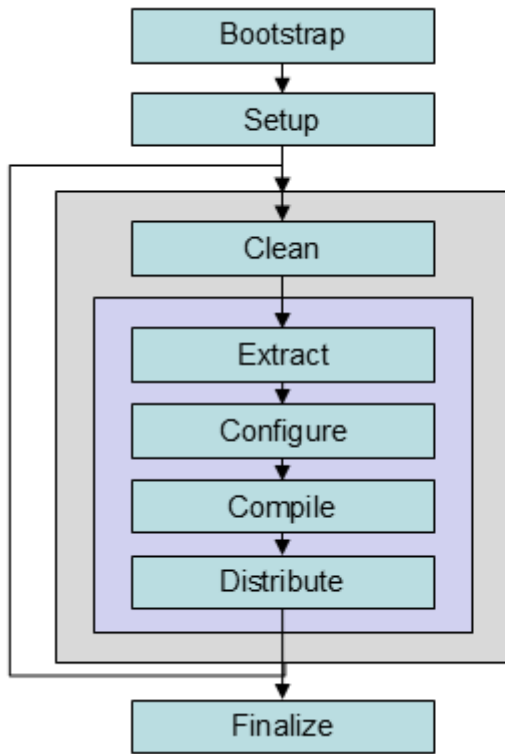 Bootstrap
Setup
Clean
Extract
Configure
Compile
Distribute
Finalize